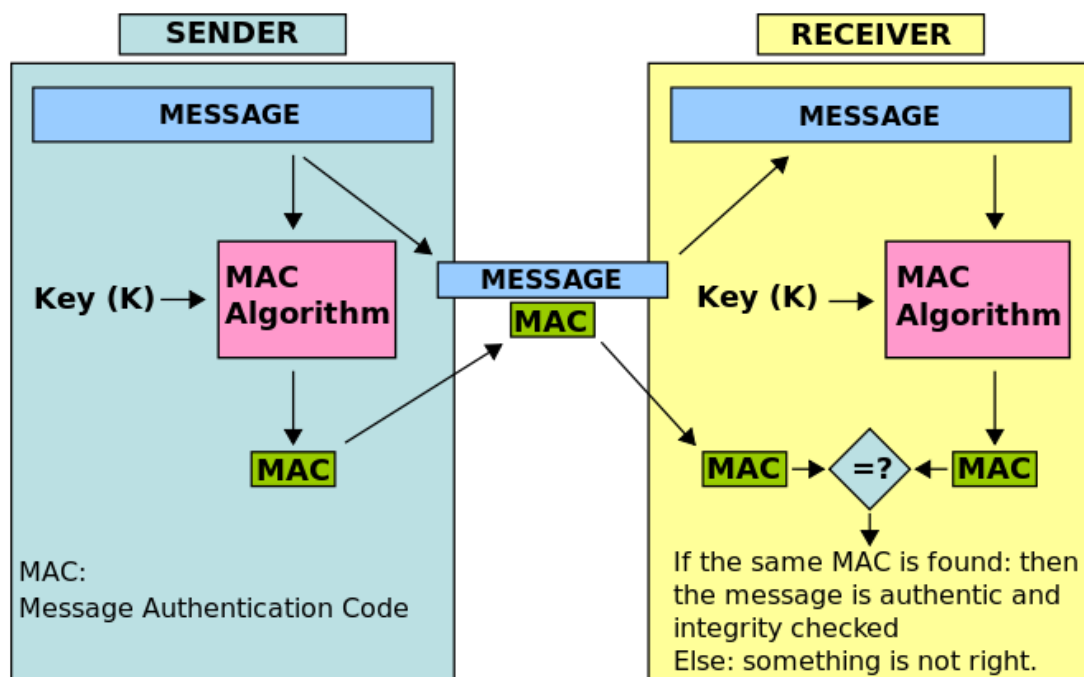 SENDER
MESSAGE
Key (K)
MAC
Algorithm
MAC
MAC:
Message Authentication Code
MESSAGE
MAC
RECEIVER
MESSAGE
Key (K)
MAC
Algorithm
MAC
=?
MAC
If the same MAC is found: then
the message is authentic and
integrity checked
Else: something is not right.